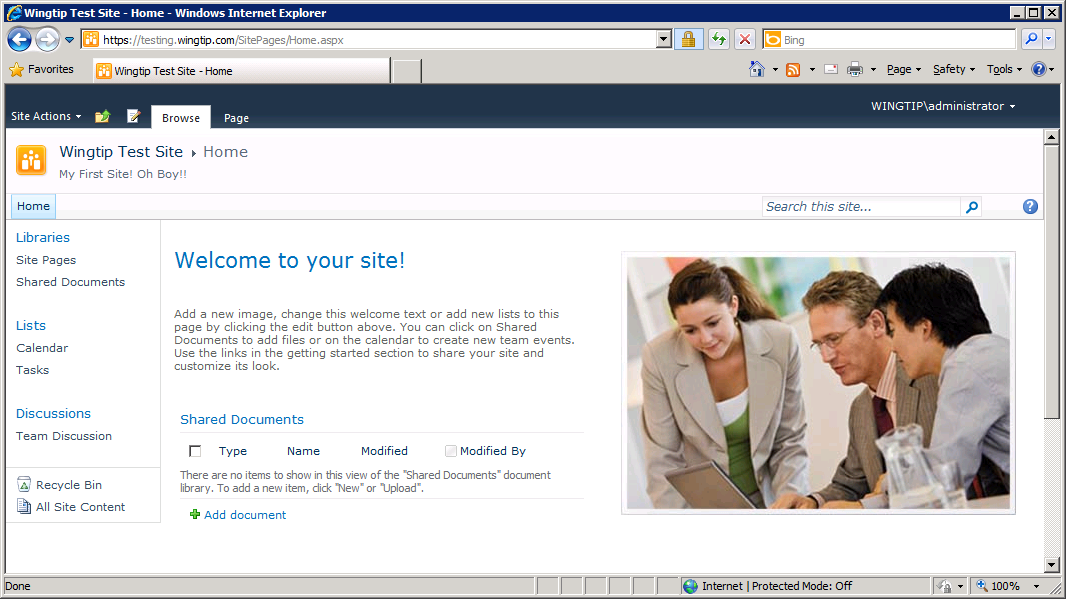 Wingtip Test Site - Home - Windows Internet Explorer
https://testing.wingtip.com/SitePages/Home.aspx
Bing
Favorites
Wingtip Test Site - Home
Page
Safety
Tools
Site Actions
Browse
Page
WINGTIP\administrator
Wingtip Test Site
Home
My First Site! Oh Boy!!
Home
Search this site...
Libraries
Site Pages
Shared Documents
Lists
Calendar
Tasks
Discussions
Team Discussion
Recycle Bin
All Site Content
Welcome to your site!
Add a new image, change this welcome text or add new lists to this
page by clicking the edit button above. You can click on Shared
Documents to add files or on the calendar to create new team events.
Use the links in the getting started section to share your site and
customize its look.
Shared Documents
Type Name Modified Modified By
There are no items to show in this view of the "Shared Documents" document
library. To add a new item, click "New" or "Upload".
Add document
Done
Internet | Protected Mode: Off
100%